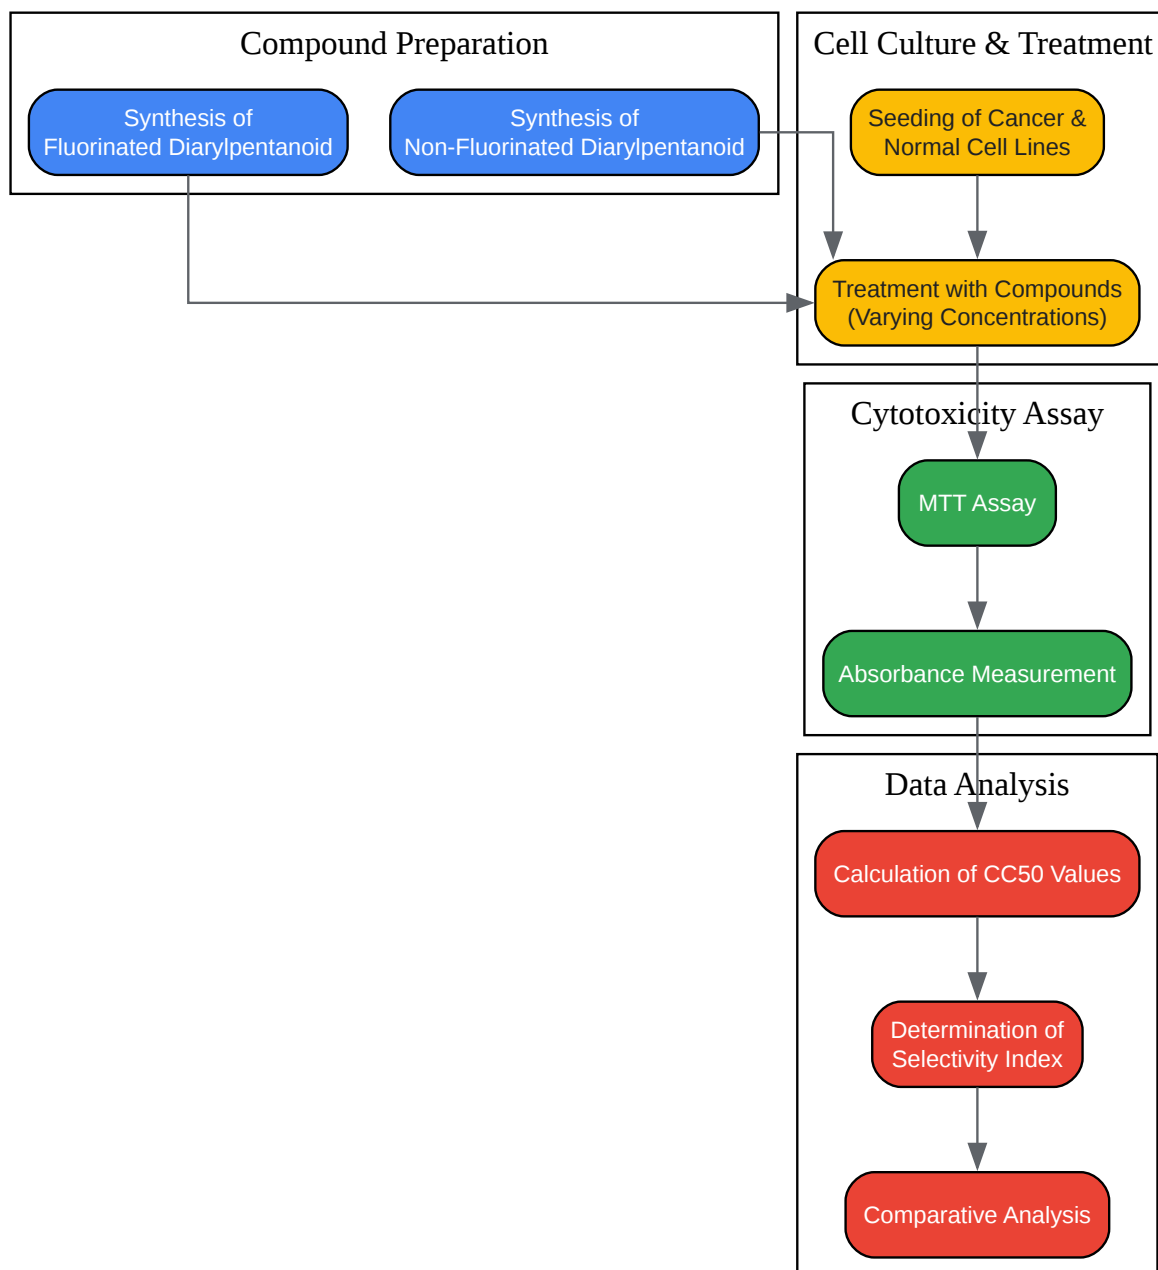 Compound Preparation
Synthesis of
Fluorinated Diarylpentanoid
Synthesis of
Non-Fluorinated Diarylpentanoid
Cell Culture & Treatment
Seeding of Cancer &
Normal Cell Lines
Treatment with Compounds
(Varying Concentrations)
Cytotoxicity Assay
MTT Assay
Absorbance Measurement
Data Analysis
Calculation of CC50 Values
Determination of
Selectivity Index
Comparative Analysis